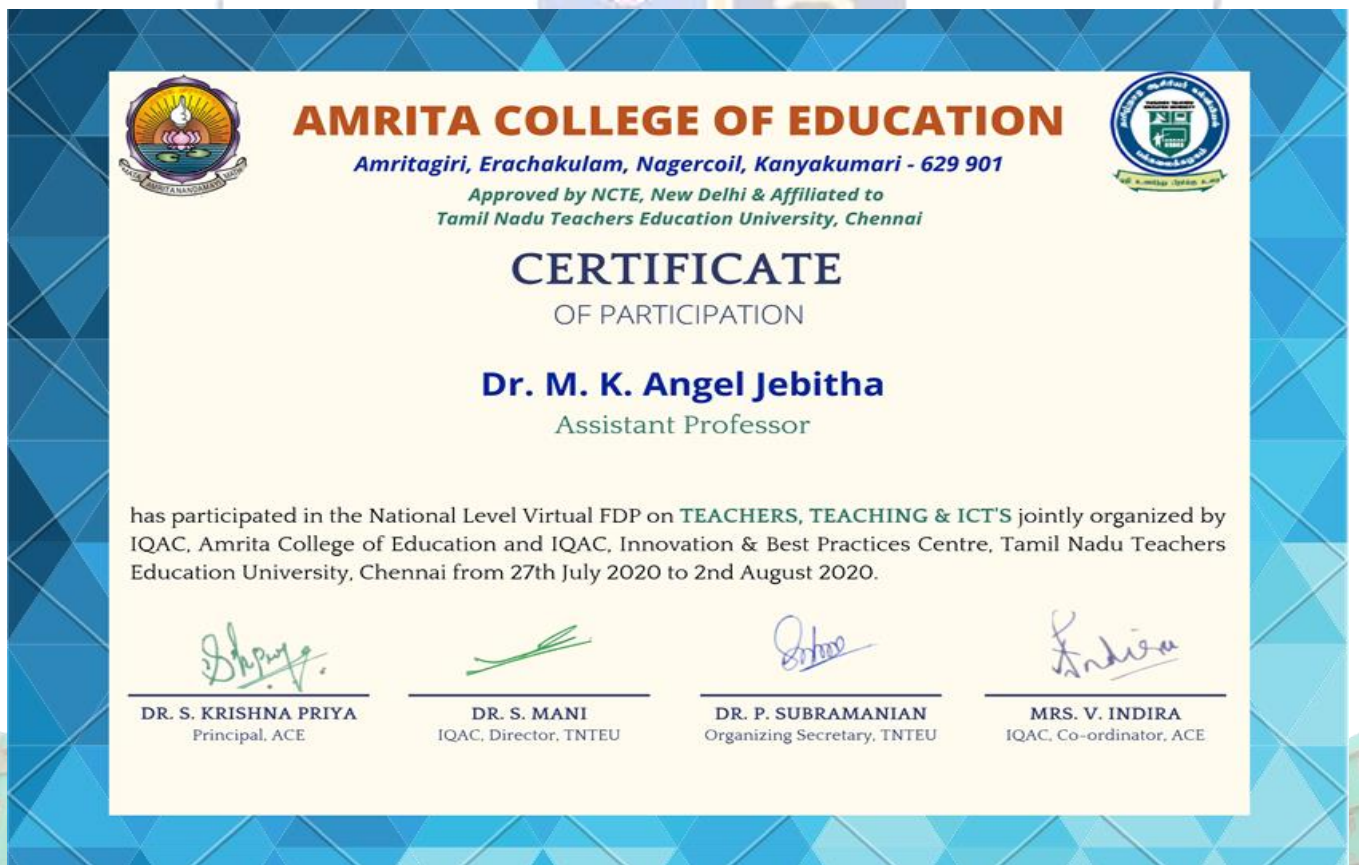 AMRITA COLLEGE OF EDUCATION
Amritagiri, Erachakulam, Nagercoil, Kanyakumari - 629 901
Approved by NCTE, New Delhi & Affiliated to
Tamil Nadu Teachers Education University, Chennai
MATA AMRITANANDAMAYI MATH
CERTIFICATE
OF PARTICIPATION
Dr. M. K. Angel Jebitha
Assistant Professor
has participated in the National Level Virtual FDP on TEACHERS, TEACHING & ICT'S jointly organized by
IQAC, Amrita College of Education and IQAC, Innovation & Best Practices Centre, Tamil Nadu Teachers
Education University, Chennai from 27th July 2020 to 2nd August 2020.
DR. S. KRISHNA PRIYA
Principal, ACE
DR. S. MANI
IQAC, Director, TNTEU
DR. P. SUBRAMANIAN
Organizing Secretary, TNTEU
MRS. V. INDIRA
IQAC, Co-ordinator, ACE